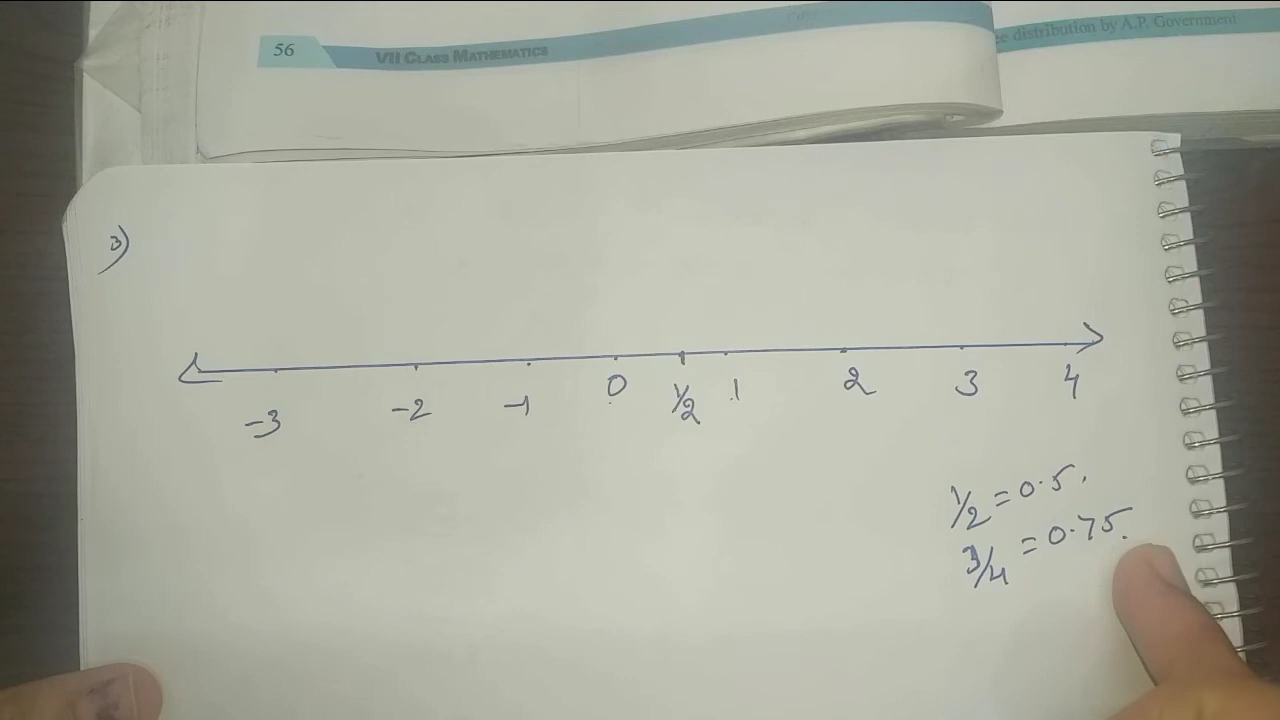 56 VII CLASS MATHEMATICS
distribution by A.P. Government
3)
-3 -2 -1 0 1/2 1 2 3 4
1/2 = 0.5.
3/4 = 0.75.